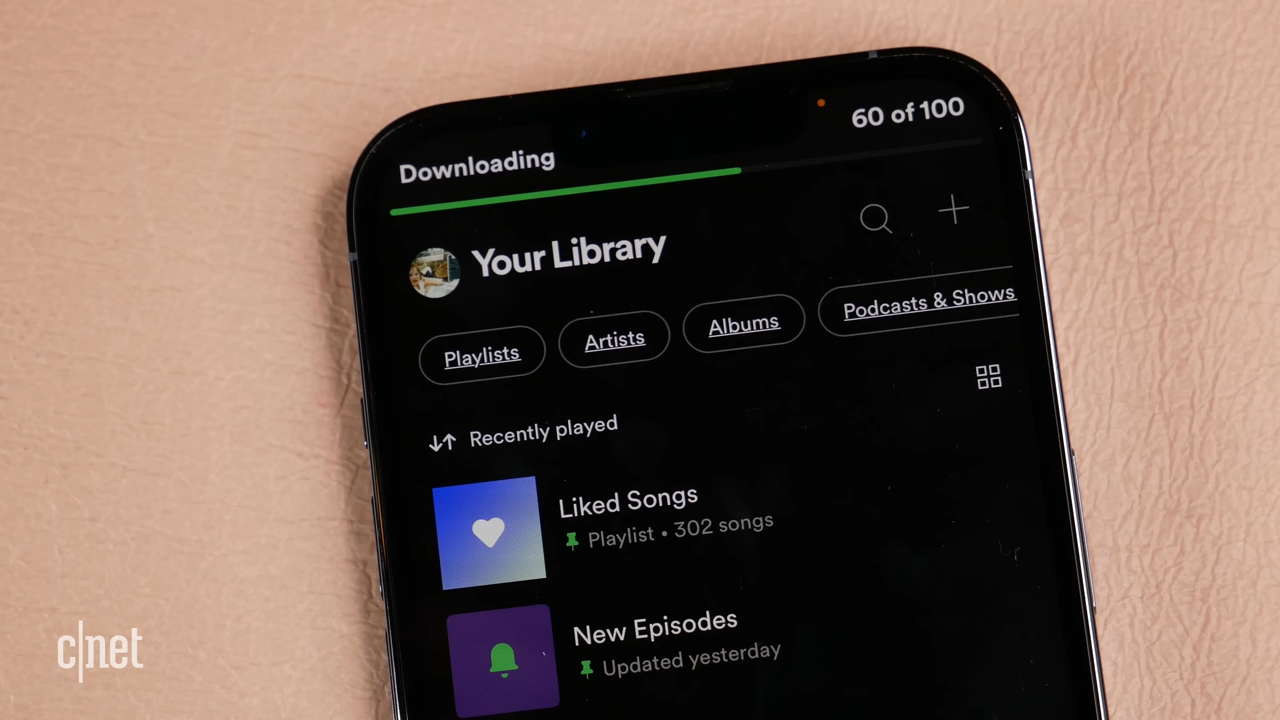 Downloading 60 of 100
Your Library
Playlists Artists Albums Podcasts & Shows
Recently played
Liked Songs
Playlist • 302 songs
New Episodes
Updated yesterday
c|net